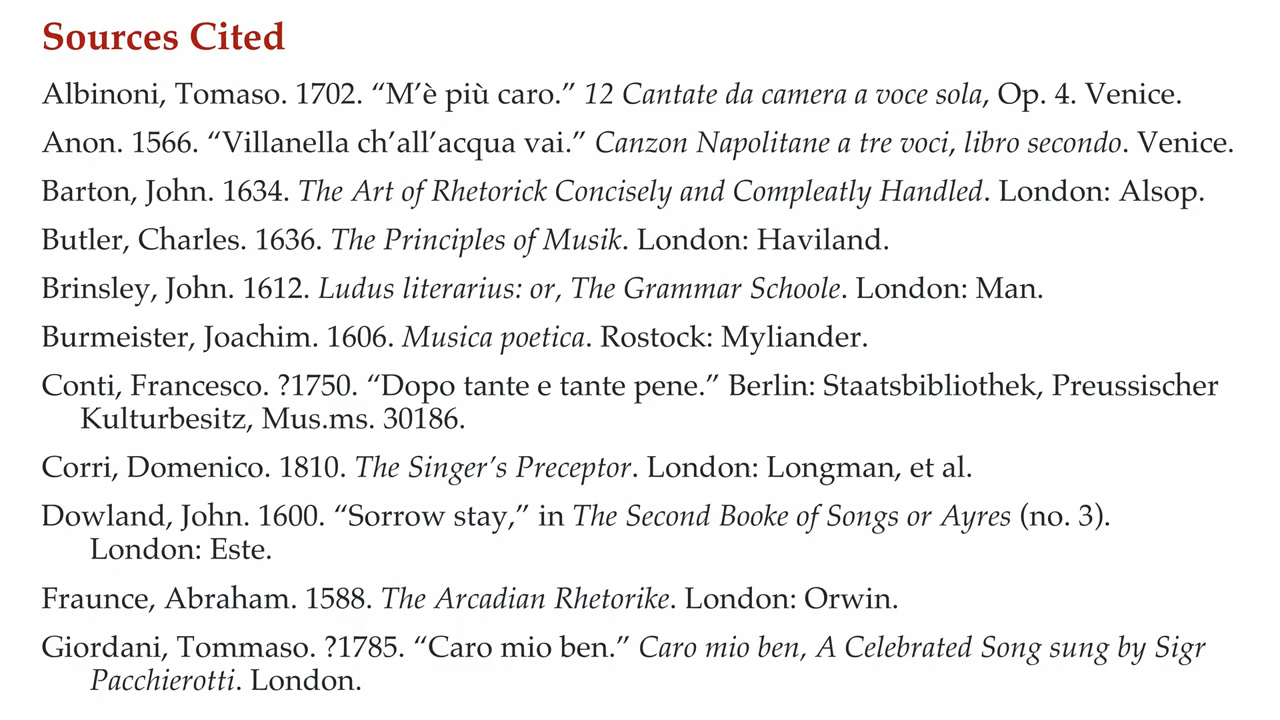 Sources Cited
Albinoni, Tomaso. 1702. “M’è più caro.” 12 Cantate da camera a voce sola, Op. 4. Venice.
Anon. 1566. “Villanella ch’all’acqua vai.” Canzon Napolitane a tre voci, libro secondo. Venice.
Barton, John. 1634. The Art of Rhetorick Concisely and Compleatly Handled. London: Alsop.
Butler, Charles. 1636. The Principles of Musik. London: Haviland.
Brinsley, John. 1612. Ludus literarius: or, The Grammar Schoole. London: Man.
Burmeister, Joachim. 1606. Musica poetica. Rostock: Myliander.
Conti, Francesco. ?1750. “Dopo tante e tante pene.” Berlin: Staatsbibliothek, Preussischer
Kulturbesitz, Mus.ms. 30186.
Corri, Domenico. 1810. The Singer’s Preceptor. London: Longman, et al.
Dowland, John. 1600. “Sorrow stay,” in The Second Booke of Songs or Ayres (no. 3).
London: Este.
Fraunce, Abraham. 1588. The Arcadian Rhetorike. London: Orwin.
Giordani, Tommaso. ?1785. “Caro mio ben.” Caro mio ben, A Celebrated Song sung by Sigr
Pacchierotti. London.